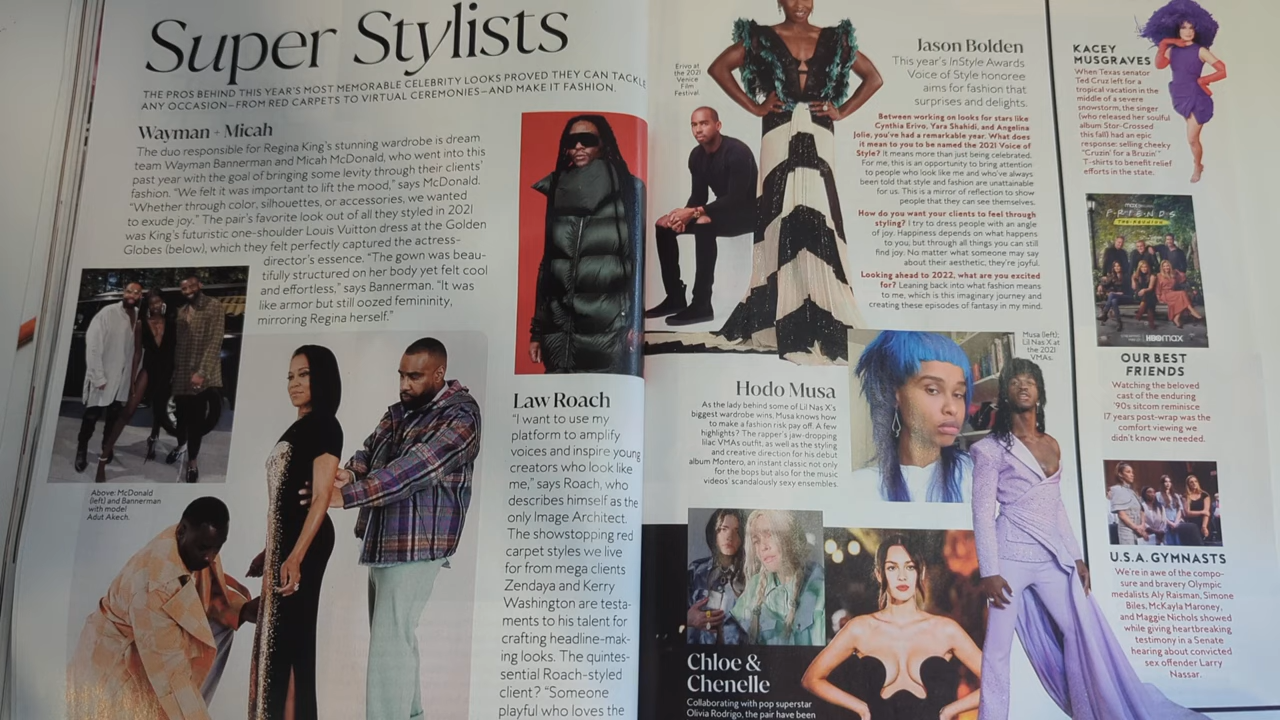 Super Stylists
THE PROS BEHIND THIS YEAR'S MOST MEMORABLE CELEBRITY LOOKS PROVED THEY CAN TACKLE
ANY OCCASION—FROM RED CARPETS TO VIRTUAL CEREMONIES—AND MAKE IT FASHION.
Wayman + Micah
The duo responsible for Regina King's stunning wardrobe is dream
team Wayman Bannerman and Micah McDonald, who went into this
past year with the goal of bringing some levity through their clients'
fashion. "We felt it was important to lift the mood," says McDonald.
"Whether through color, silhouettes, or accessories, we wanted
to exude joy." The pair's favorite look out of all they styled in 2021
was King's futuristic one-shoulder Louis Vuitton dress at the Golden
Globes (below), which they felt perfectly captured the actress-
director's essence. "The gown was beau-
tifully structured on her body yet felt cool
and effortless," says Bannerman. "It was
like armor but still oozed femininity,
mirroring Regina herself."
Above: McDonald
(left) and Bannerman
with model
Adut Akech.
Law Roach
"I want to use my
platform to amplify
voices and inspire young
creators who look like
me," says Roach, who
describes himself as the
only Image Architect.
The showstopping red
carpet styles we live
for from mega clients
Zendaya and Kerry
Washington are testa-
ments to his talent for
crafting headline-mak-
ing looks. The quintes-
sential Roach-styled
client? "Someone
playful who loves the
Erivo at
the 2021
Venice
Film
Festival.
Jason Bolden
This year's InStyle Awards
Voice of Style honoree
aims for fashion that
surprises and delights.
Between working on looks for stars like
Cynthia Erivo, Yara Shahidi, and Angelina
Jolie, you've had a remarkable year. What does
it mean to you to be named the 2021 Voice of
Style? It means more than just being celebrated.
For me, this is an opportunity to bring attention
to people who look like me and who've always
been told that style and fashion are unattainable
for us. This is a mirror of reflection to show
people that they can see themselves.
How do you want your clients to feel through
styling? I try to dress people with an angle
of joy. Happiness depends on what happens
to you, but through all things you can still
find joy. No matter what someone may say
about their aesthetic, they're joyful.
Looking ahead to 2022, what are you excited
for? Leaning back into what fashion means
to me, which is this imaginary journey and
creating these episodes of fantasy in my mind.
Musa (left);
Lil Nas X at
the 2021
VMAs.
Hodo Musa
As the lady behind some of Lil Nas X's
biggest wardrobe wins, Musa knows how
to make a fashion risk pay off. A few
highlights? The rapper's jaw-dropping
lilac VMAs outfit, as well as the styling
and creative direction for his debut
album Montero, an instant classic not only
for the bops but also for the music
videos' scandalously sexy ensembles.
Chloe &
Chenelle
Collaborating with pop superstar
Olivia Rodrigo, the pair have been
KACEY
MUSGRAVES
When Texas senator
Ted Cruz left for a
tropical vacation in the
middle of a severe
snowstorm, the singer
(who released her soulful
album Star-Crossed
this fall) had an epic
response: selling cheeky
"Cruzin' for a Bruzin'"
T-shirts to benefit relief
efforts in the state.
FRIENDS
THE REUNION
HBOmax
OUR BEST
FRIENDS
Watching the beloved
cast of the enduring
'90s sitcom reminisce
17 years post-wrap was the
comfort viewing we
didn't know we needed.
U.S.A. GYMNASTS
We're in awe of the compo-
sure and bravery Olympic
medalists Aly Raisman, Simone
Biles, McKayla Maroney,
and Maggie Nichols showed
while giving heartbreaking
testimony in a Senate
hearing about convicted
sex offender Larry
Nassar.